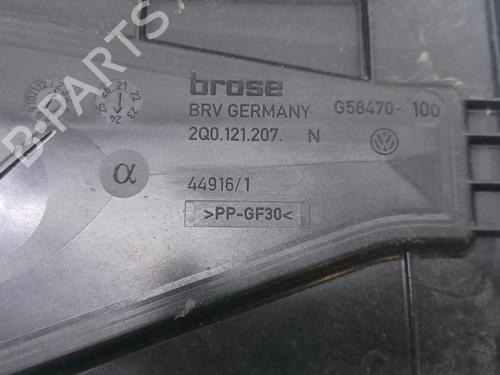 brose
BRV GERMANY
G58470- 100
2Q0.121.207. N
α
44916/1
>PP-GF30<
B-Parts